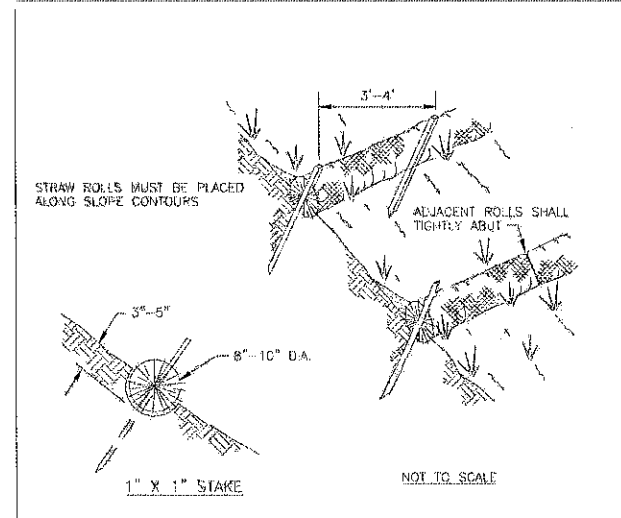 3'-4'
STRAW ROLLS MUST BE PLACED
ALONG SLOPE CONTOURS
ADJACENT ROLLS SHALL
TIGHTLY ABUT
3"-5"
8"-10" DIA.
1" X 1" STAKE
NOT TO SCALE